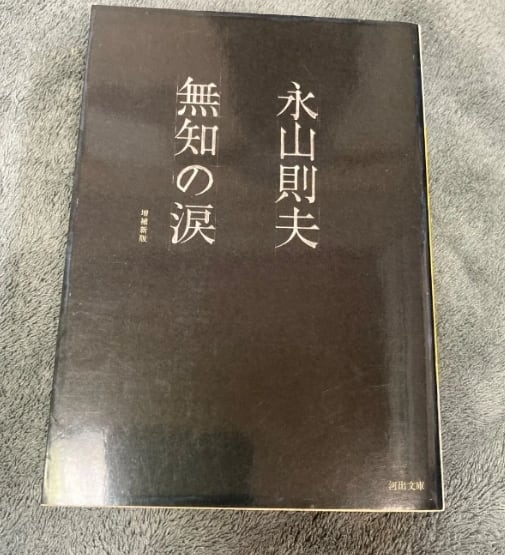 永山則夫
無知の涙
増補新版
河出文庫